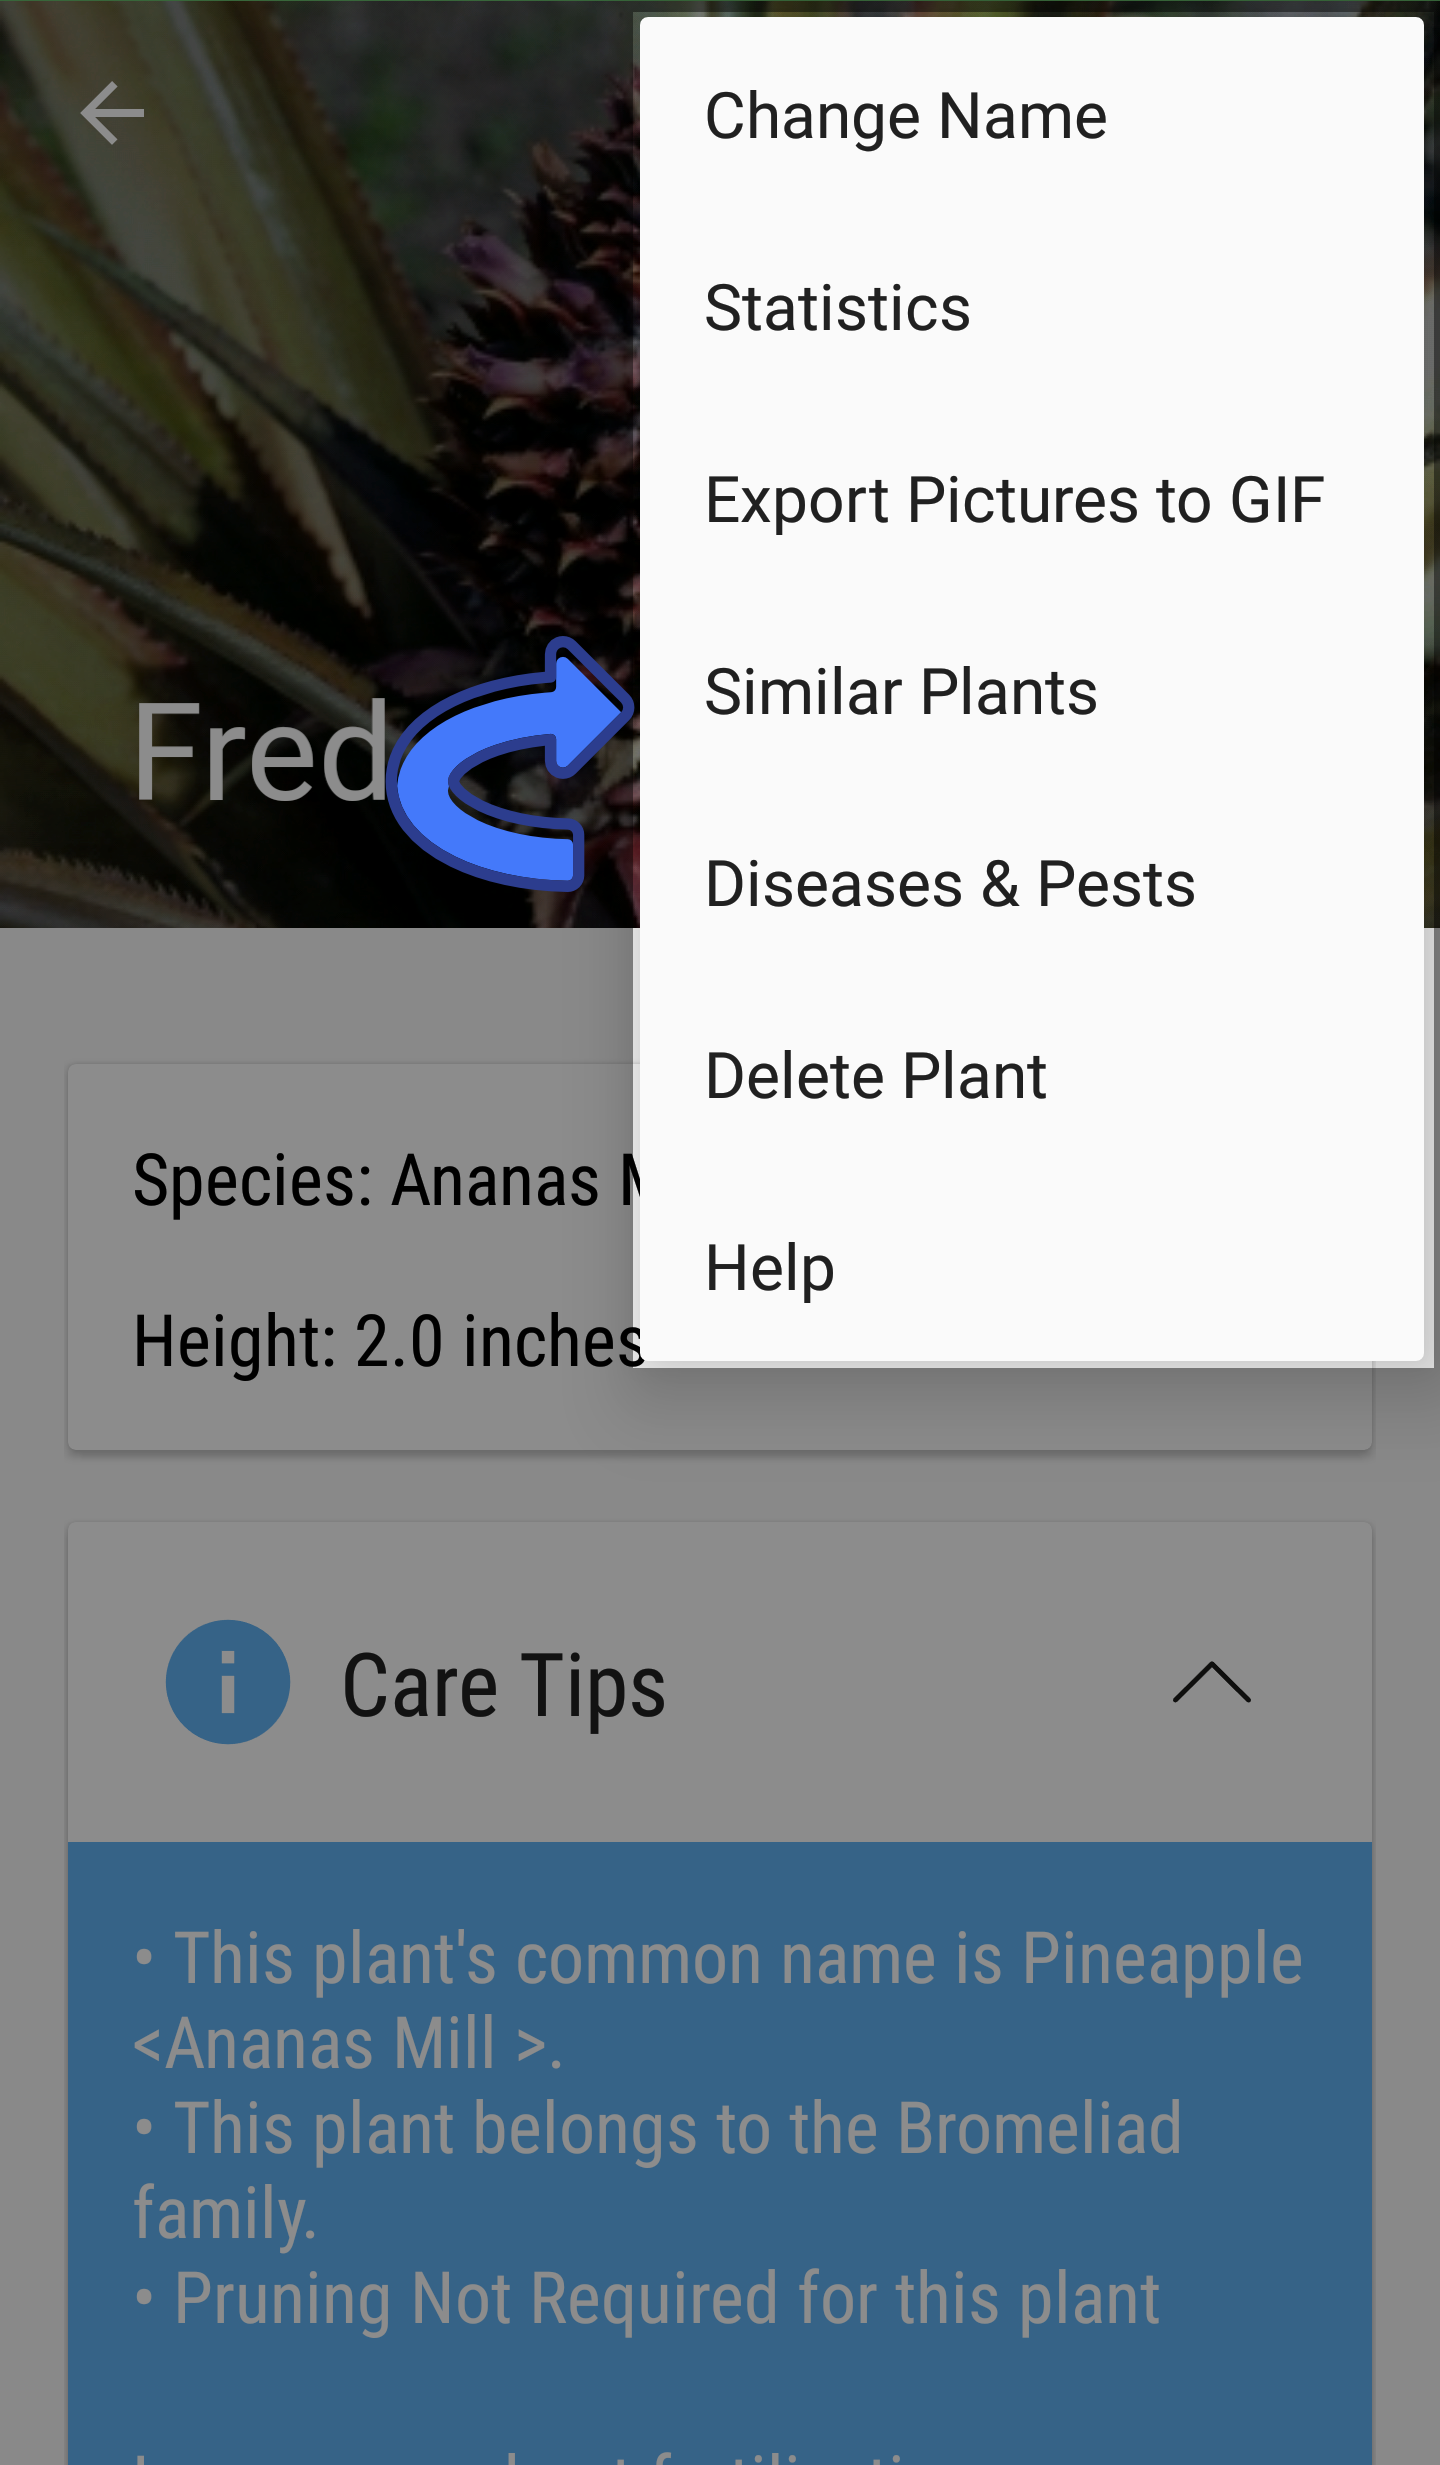 Change Name
Statistics
Export Pictures to GIF
Similar Plants
Fred
Diseases & Pests
Delete Plant
Species: Ananas
Help
Height: 2.0 inches
i Care Tips
• This plant's common name is Pineapple
<Ananas Mill >.
• This plant belongs to the Bromeliad
family.
• Pruning Not Required for this plant